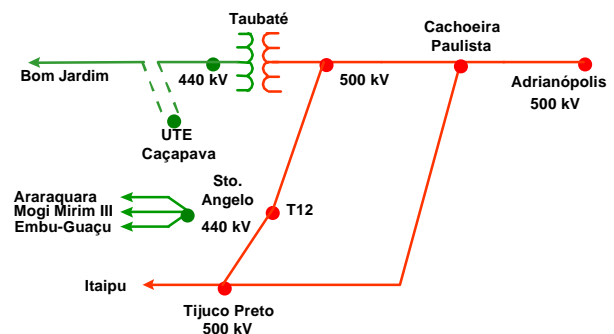 Taubaté
Cachoeira
Paulista
Bom Jardim
440 kV
500 kV
Adrianópolis
500 kV
UTE
Caçapava
Araraquara
Mogi Mirim III
Embu-Guaçu
Sto.
Angelo
440 kV
T12
Itaipu
Tijuco Preto
500 kV